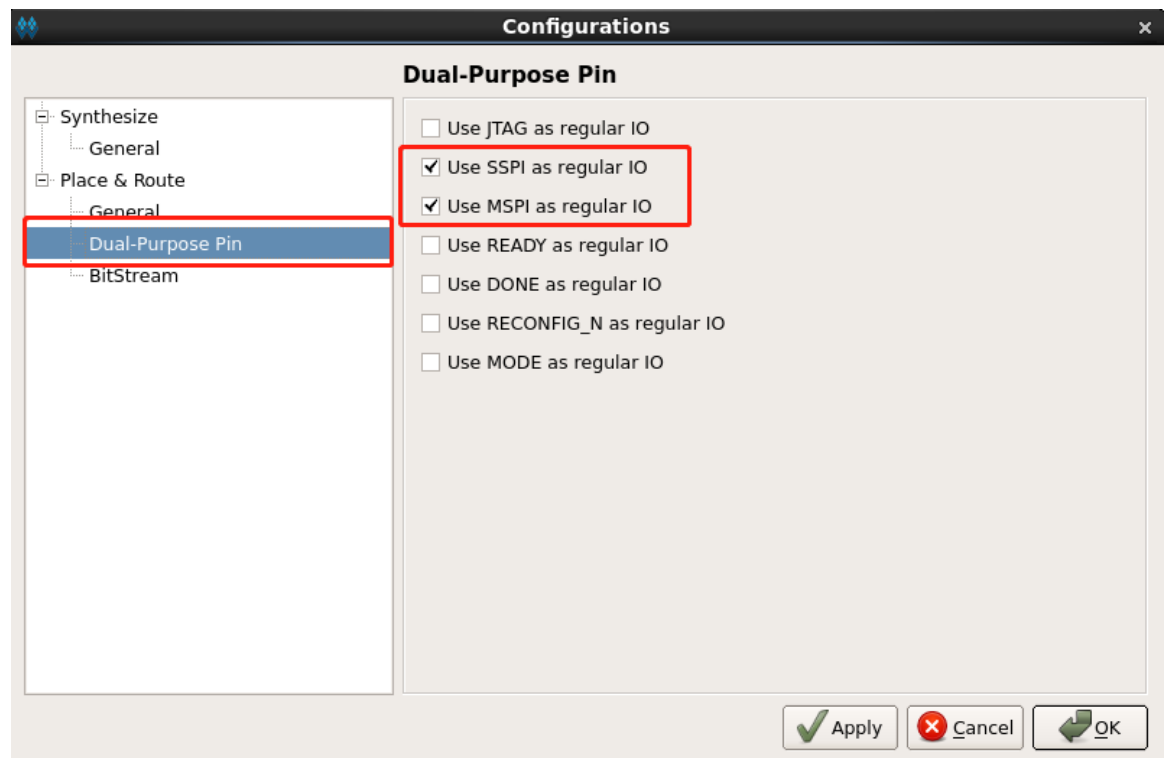 Configurations
Dual-Purpose Pin
Synthesize
General
Place & Route
General
Dual-Purpose Pin
BitStream
Use JTAG as regular IO
Use SSPI as regular IO
Use MSPI as regular IO
Use READY as regular IO
Use DONE as regular IO
Use RECONFIG_N as regular IO
Use MODE as regular IO
Apply
Cancel
OK